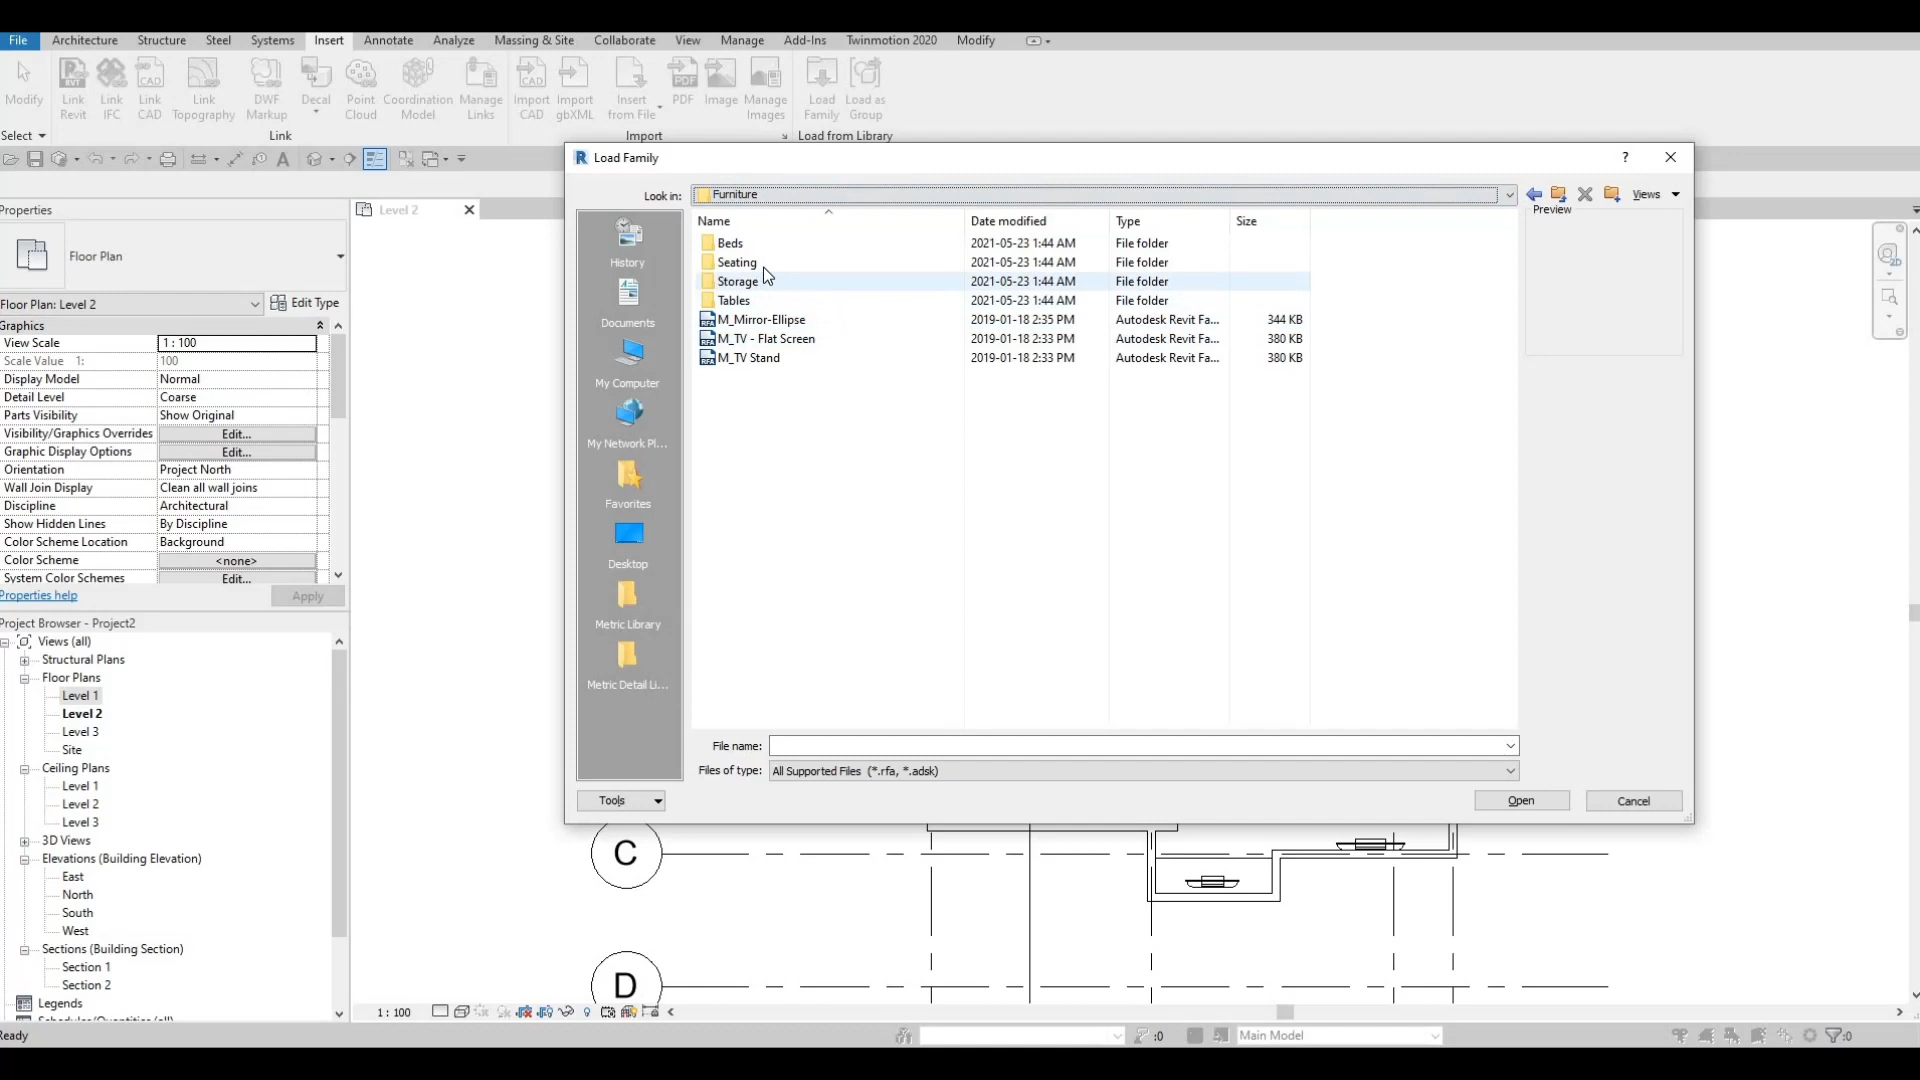 File Architecture Structure Steel Systems Insert Annotate Analyze Massing & Site Collaborate View Manage Add-Ins Twinmotion 2020 Modify
Modify
Link Revit
Link IFC
Link CAD
Link Topography
DWF Markup
Decal
Point Cloud
Coordination Model
Manage Links
Import CAD
Import gbXML
Insert from File
PDF
Image
Manage Images
Load Family
Load as Group
Select Link Import Load from Library
Properties
Level 2
Floor Plan
Floor Plan: Level 2 Edit Type
Graphics
View Scale 1 : 100
Scale Value 1: 100
Display Model Normal
Detail Level Coarse
Parts Visibility Show Original
Visibility/Graphics Overrides Edit...
Graphic Display Options Edit...
Orientation Project North
Wall Join Display Clean all wall joins
Discipline Architectural
Show Hidden Lines By Discipline
Color Scheme Location Background
Color Scheme <none>
System Color Schemes Edit...
Properties help Apply
Project Browser - Project2
Views (all)
Structural Plans
Floor Plans
Level 1
Level 2
Level 3
Site
Ceiling Plans
Level 1
Level 2
Level 3
3D Views
Elevations (Building Elevation)
East
North
South
West
Sections (Building Section)
Section 1
Section 2
Legends
Schedules/Quantities (all)
Load Family ?
Look in: Furniture Views
Preview
Name Date modified Type Size
Beds 2021-05-23 1:44 AM File folder
Seating 2021-05-23 1:44 AM File folder
Storage 2021-05-23 1:44 AM File folder
Tables 2021-05-23 1:44 AM File folder
M_Mirror-Ellipse 2019-01-18 2:35 PM Autodesk Revit Fa... 344 KB
M_TV - Flat Screen 2019-01-18 2:33 PM Autodesk Revit Fa... 380 KB
M_TV Stand 2019-01-18 2:33 PM Autodesk Revit Fa... 380 KB
History
Documents
My Computer
My Network Pl...
Favorites
Desktop
Metric Library
Metric Detail Li...
File name:
Files of type: All Supported Files (*.rfa, *.adsk)
Tools Open Cancel
C
D
1 : 100
Ready :0 Main Model :0